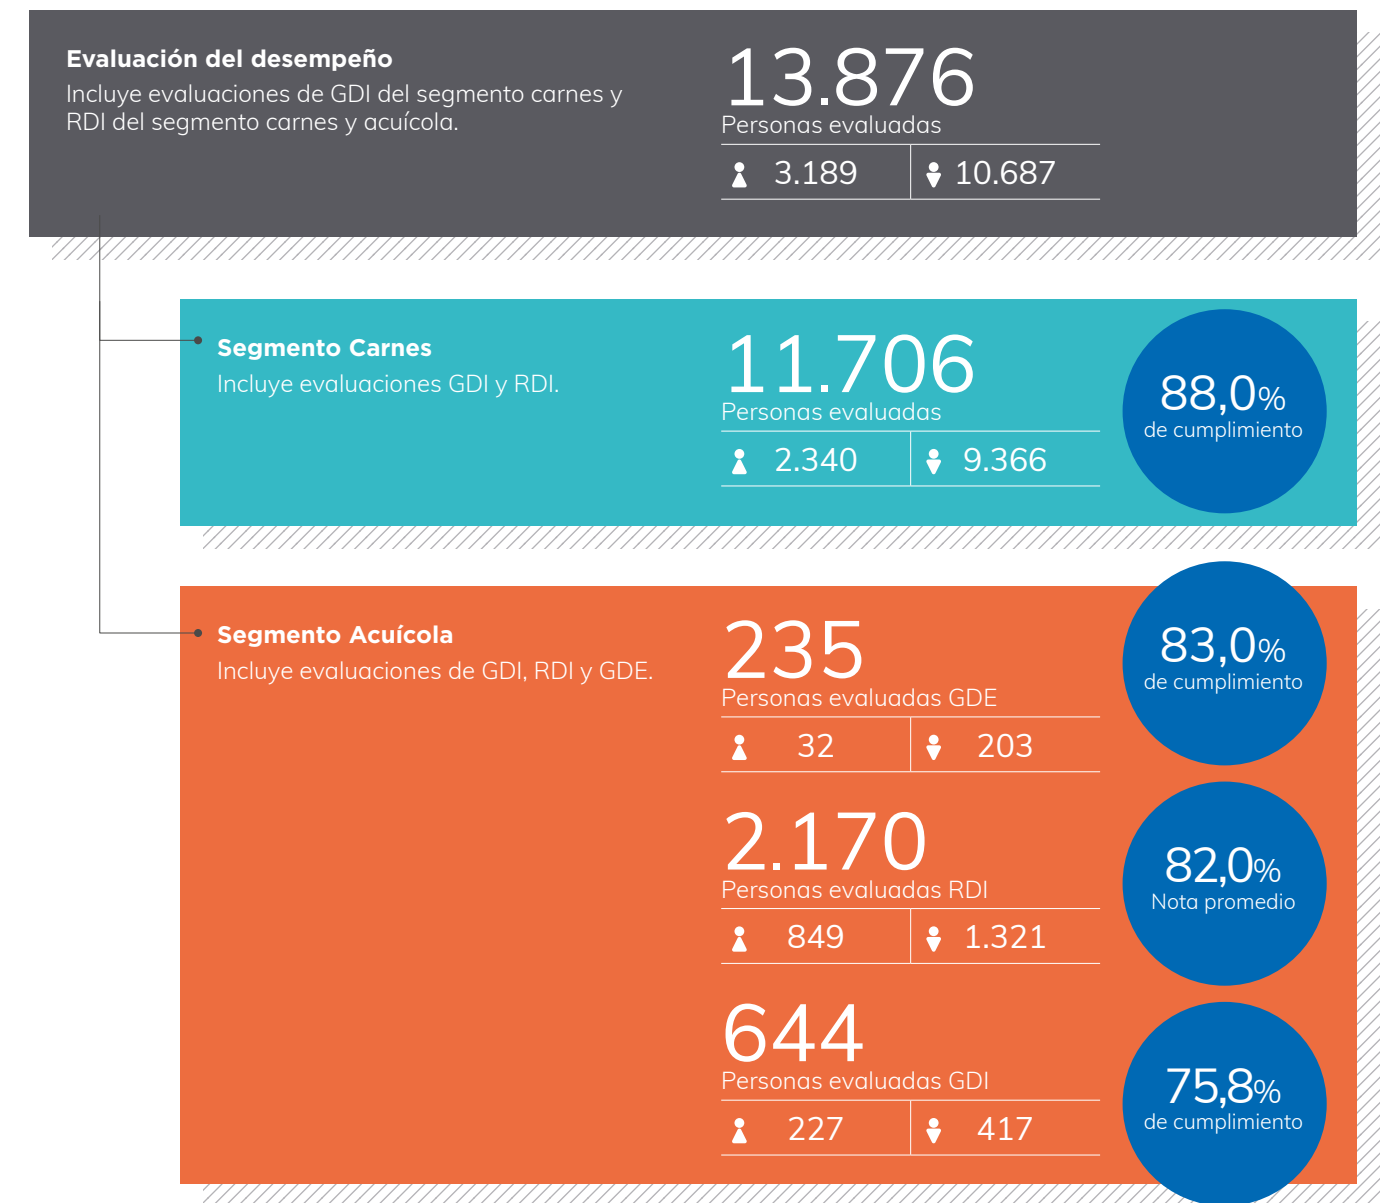 Evaluación del desempeño
Incluye evaluaciones de GDI del segmento carnes y
RDI del segmento carnes y acuícola.
13.876
Personas evaluadas
3.189
10.687
Segmento Carnes
Incluye evaluaciones GDI y RDI.
11.706
Personas evaluadas
2.340
9.366
88,0%
de cumplimiento
Segmento Acuícola
Incluye evaluaciones de GDI, RDI y GDE.
235
Personas evaluadas GDE
32
203
83,0%
de cumplimiento
2.170
Personas evaluadas RDI
849
1.321
82,0%
Nota promedio
644
Personas evaluadas GDI
227
417
75,8%
de cumplimiento